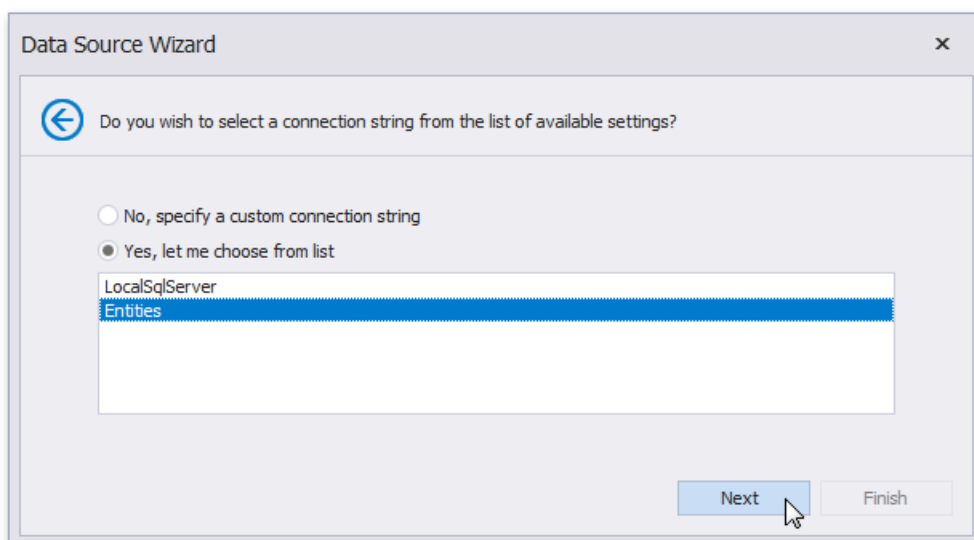 Data Source Wizard
Do you wish to select a connection string from the list of available settings?
No, specify a custom connection string
Yes, let me choose from list
LocalSqlServer
Entities
Next
Finish